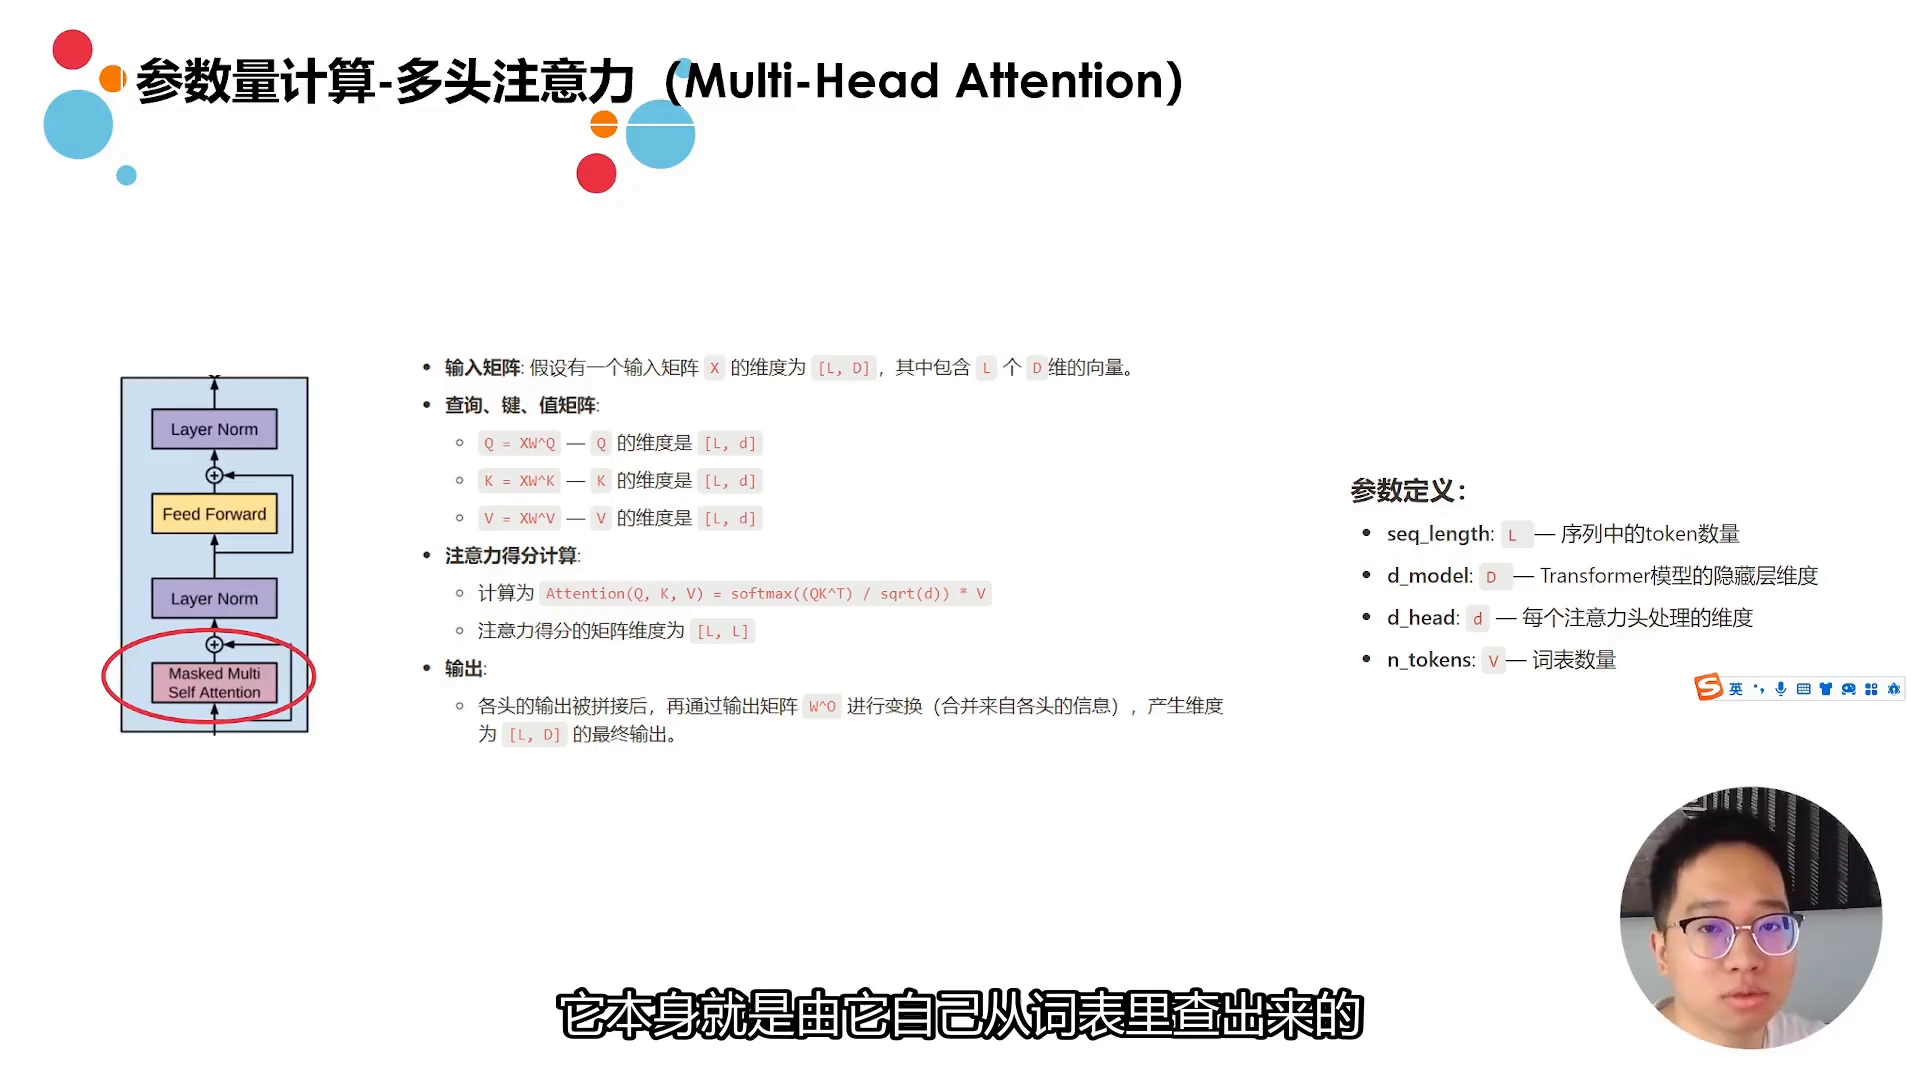 参数量计算-多头注意力（Multi-Head Attention）
Layer Norm
Feed Forward
Layer Norm
Masked Multi
Self Attention
• 输入矩阵: 假设有一个输入矩阵 X 的维度为 [L, D]，其中包含 L 个 D维的向量。
• 查询、键、值矩阵:
◦ Q = XW^Q — Q 的维度是 [L, d]
◦ K = XW^K — K 的维度是 [L, d]
◦ V = XW^V — V 的维度是 [L, d]
• 注意力得分计算:
◦ 计算为 Attention(Q, K, V) = softmax((QK^T) / sqrt(d)) * V
◦ 注意力得分的矩阵维度为 [L, L]
• 输出:
◦ 各头的输出被拼接后，再通过输出矩阵 W^O 进行变换（合并来自各头的信息），产生维度
为 [L, D] 的最终输出。
参数定义：
• seq_length: L — 序列中的token数量
• d_model: D — Transformer模型的隐藏层维度
• d_head: d — 每个注意力头处理的维度
• n_tokens: V — 词表数量
S 英
它本身就是由它自己从词表里查出来的